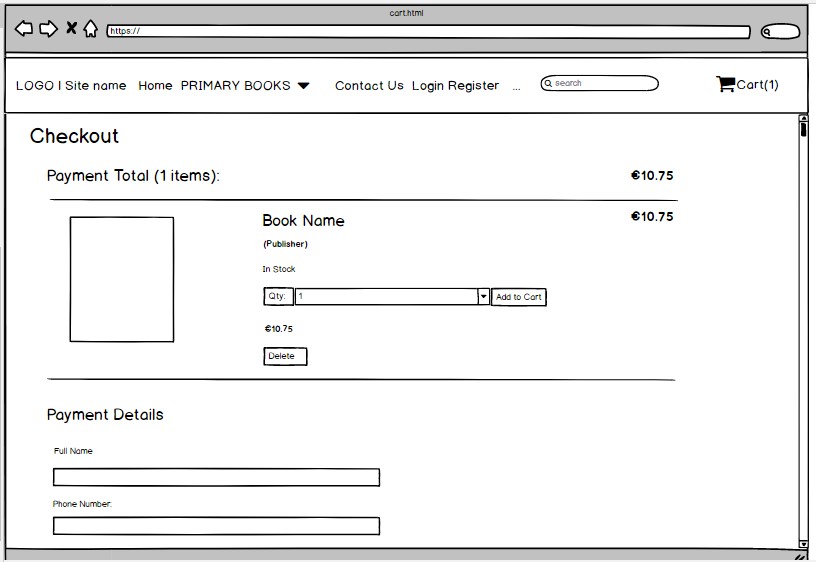 cart.html
https://
LOGO | Site name Home PRIMARY BOOKS Contact Us Login Register ... search Cart(1)
Checkout
Payment Total (1 items): €10.75
Book Name €10.75
(Publisher)
In Stock
Qty: 1 Add to Cart
€10.75
Delete
Payment Details
Full Name
Phone Number: